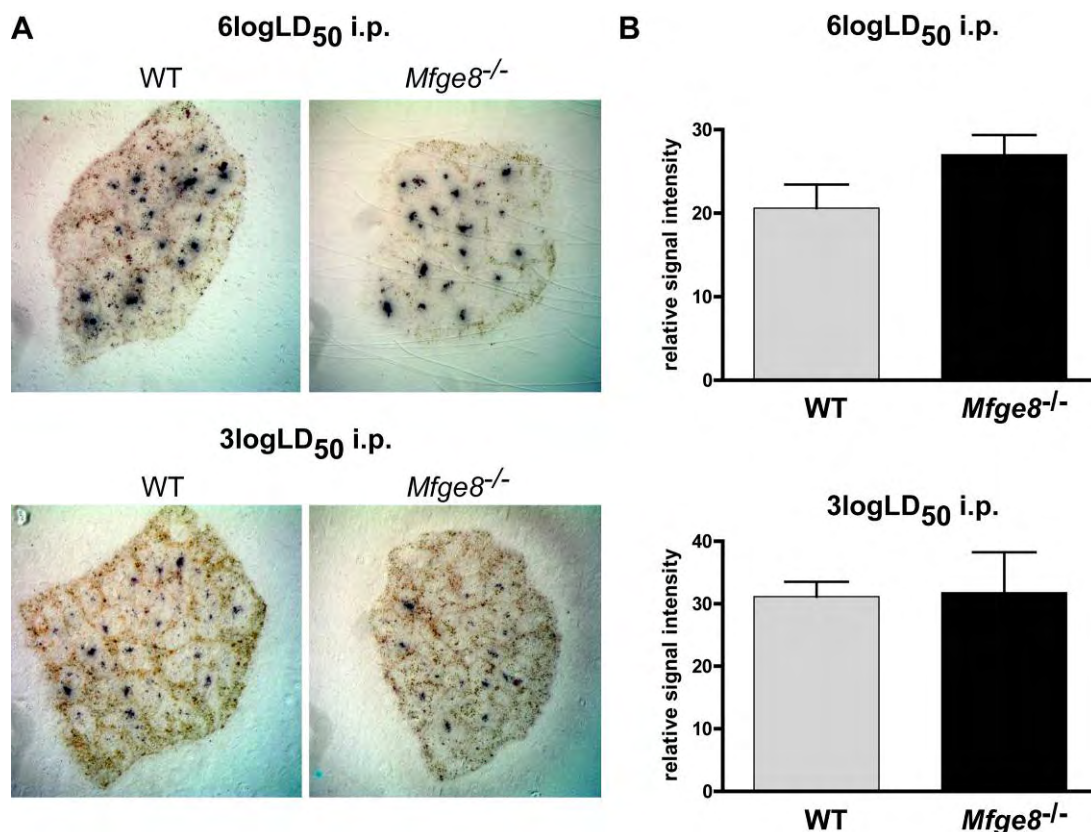 A
6logLD50 i.p.
WT Mfge8-/-
3logLD50 i.p.
WT Mfge8-/-
B
6logLD50 i.p.
relative signal intensity
30
20
10
0
WT Mfge8-/-
3logLD50 i.p.
relative signal intensity
40
30
20
10
0
WT Mfge8-/-